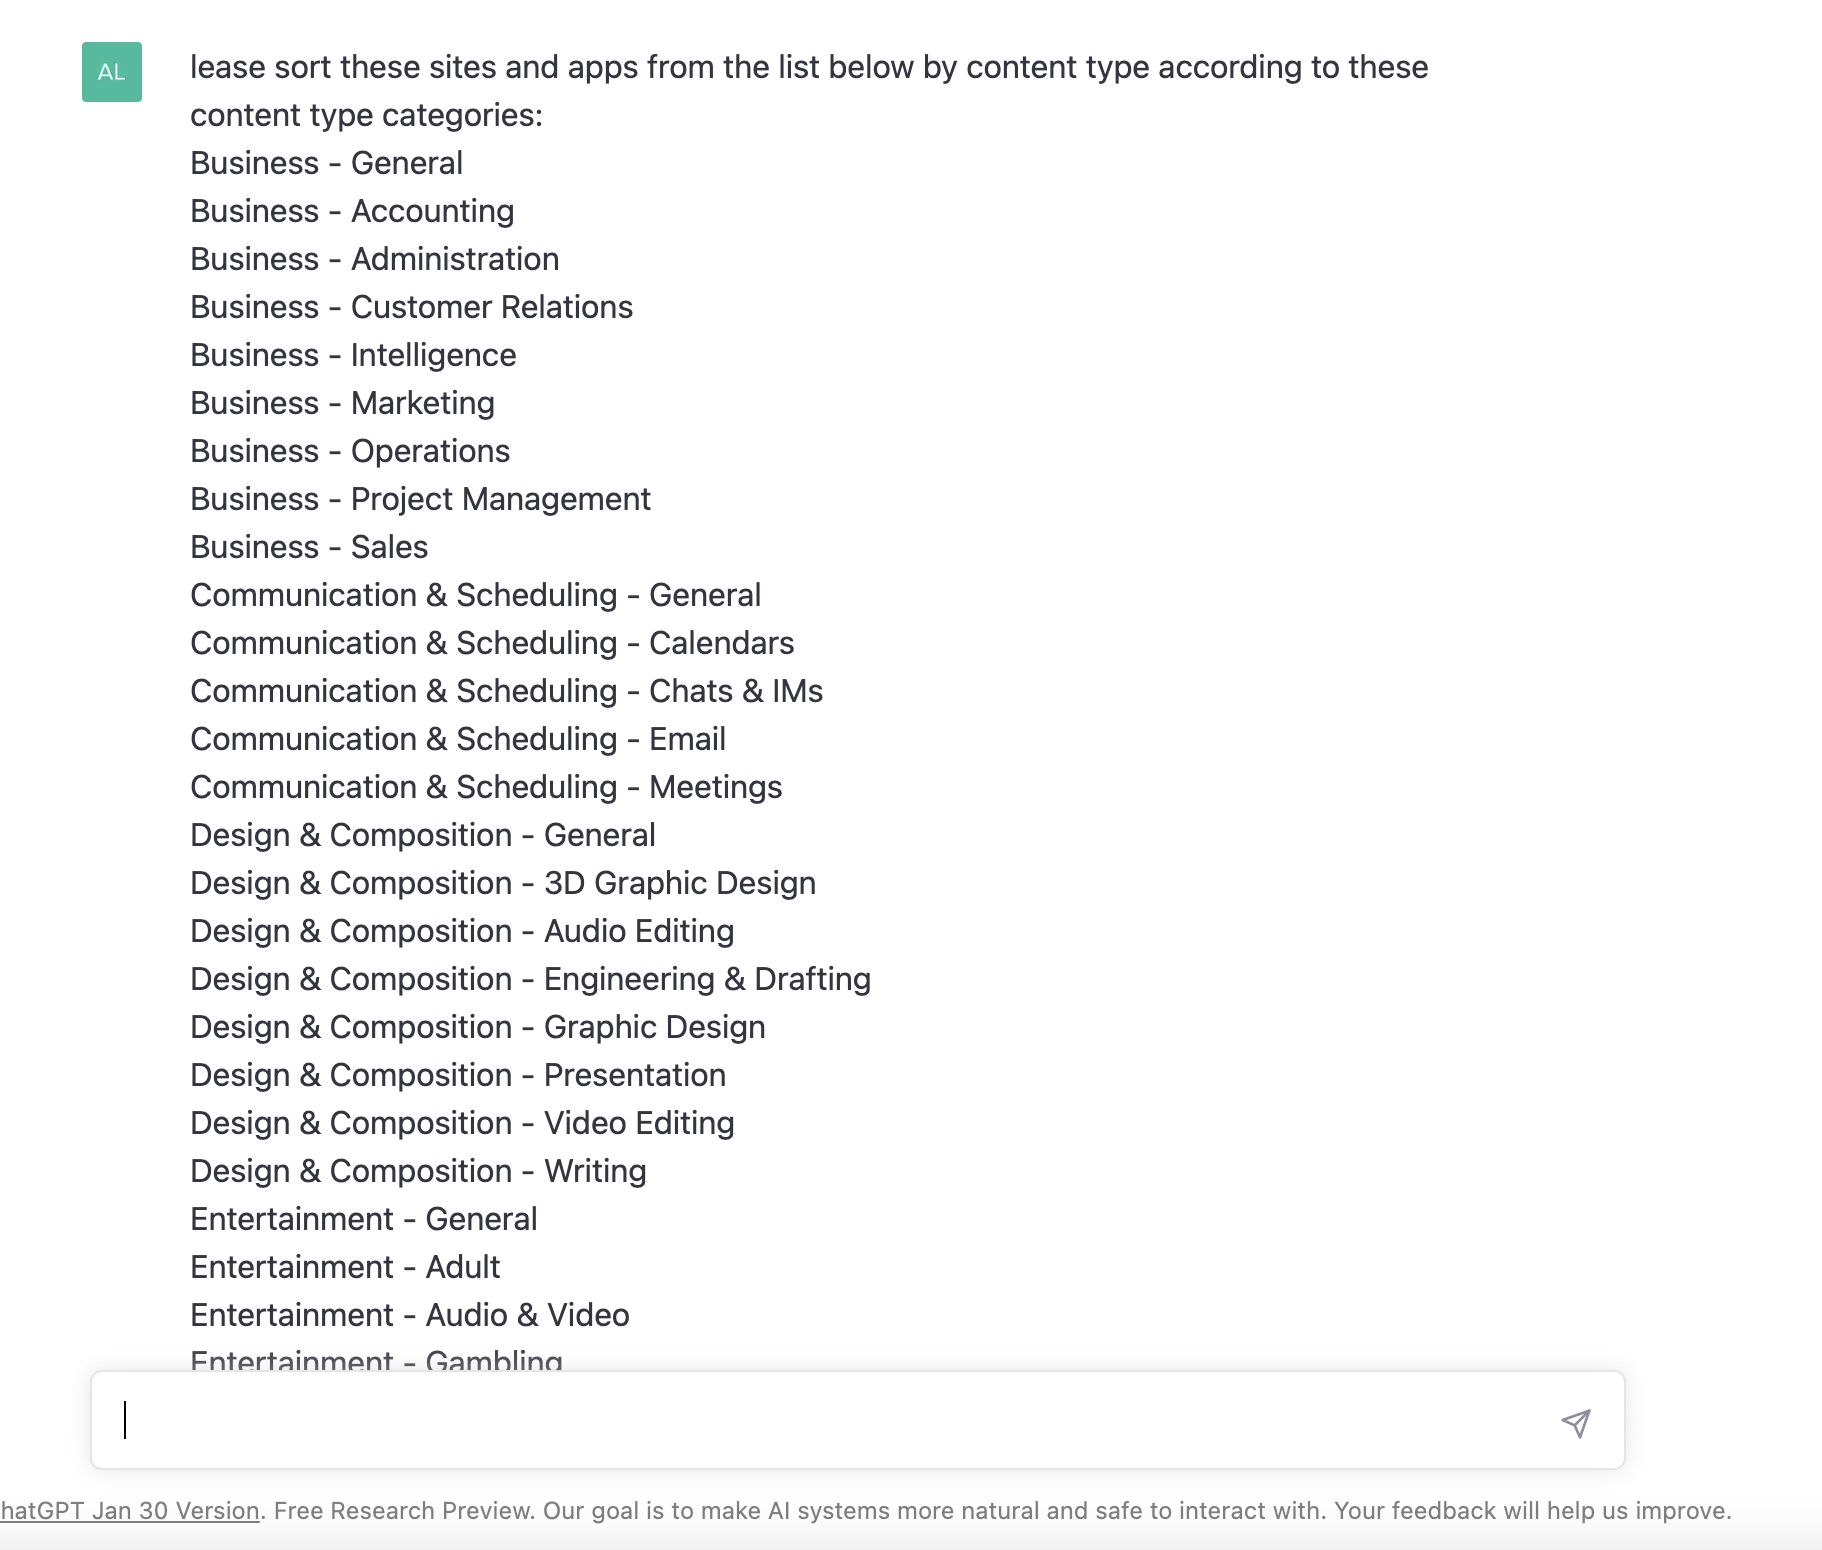 AL
lease sort these sites and apps from the list below by content type according to these
content type categories:
Business - General
Business - Accounting
Business - Administration
Business - Customer Relations
Business - Intelligence
Business - Marketing
Business - Operations
Business - Project Management
Business - Sales
Communication & Scheduling - General
Communication & Scheduling - Calendars
Communication & Scheduling - Chats & IMs
Communication & Scheduling - Email
Communication & Scheduling - Meetings
Design & Composition - General
Design & Composition - 3D Graphic Design
Design & Composition - Audio Editing
Design & Composition - Engineering & Drafting
Design & Composition - Graphic Design
Design & Composition - Presentation
Design & Composition - Video Editing
Design & Composition - Writing
Entertainment - General
Entertainment - Adult
Entertainment - Audio & Video
Entertainment - Gambling
hatGPT Jan 30 Version. Free Research Preview. Our goal is to make AI systems more natural and safe to interact with. Your feedback will help us improve.